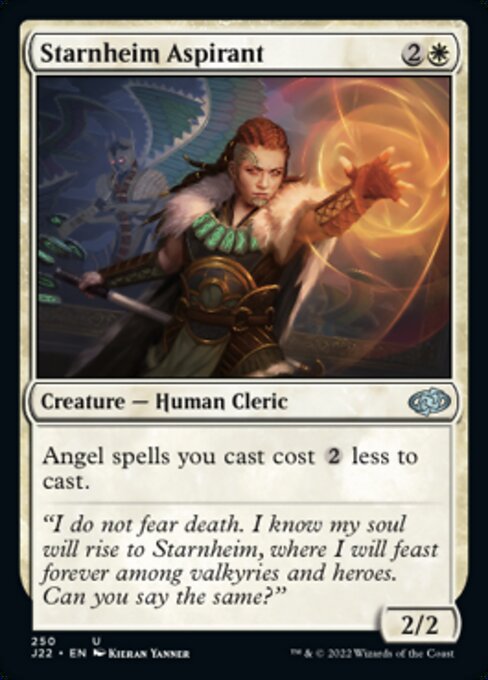 Starnheim Aspirant 2
Creature — Human Cleric
Angel spells you cast cost 2 less to
cast.
“I do not fear death. I know my soul
will rise to Starnheim, where I will feast
forever among valkyries and heroes.
Can you say the same?”
2/2
250 U
J22 • EN Kieran Yanner
™ & © 2022 Wizards of the Coast